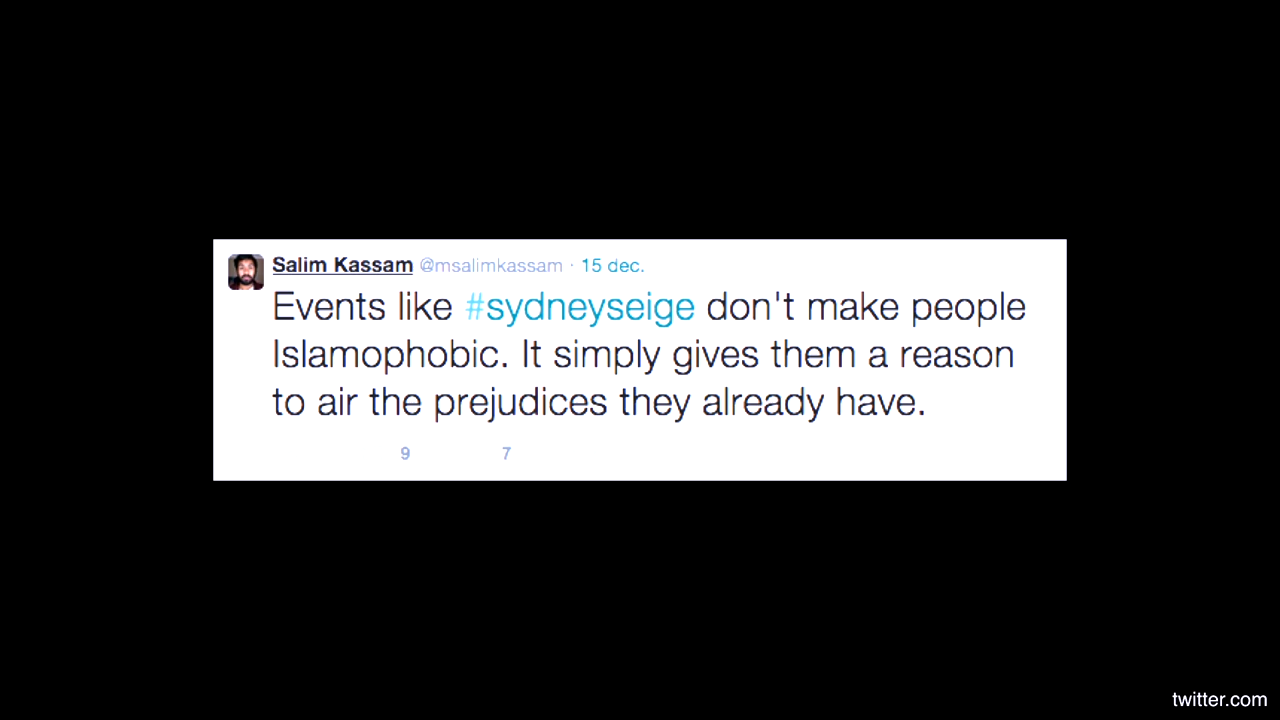 Salim Kassam @msalimkassam · 15 dec.
Events like #sydneyseige don't make people
Islamophobic. It simply gives them a reason
to air the prejudices they already have.
9 7
twitter.com